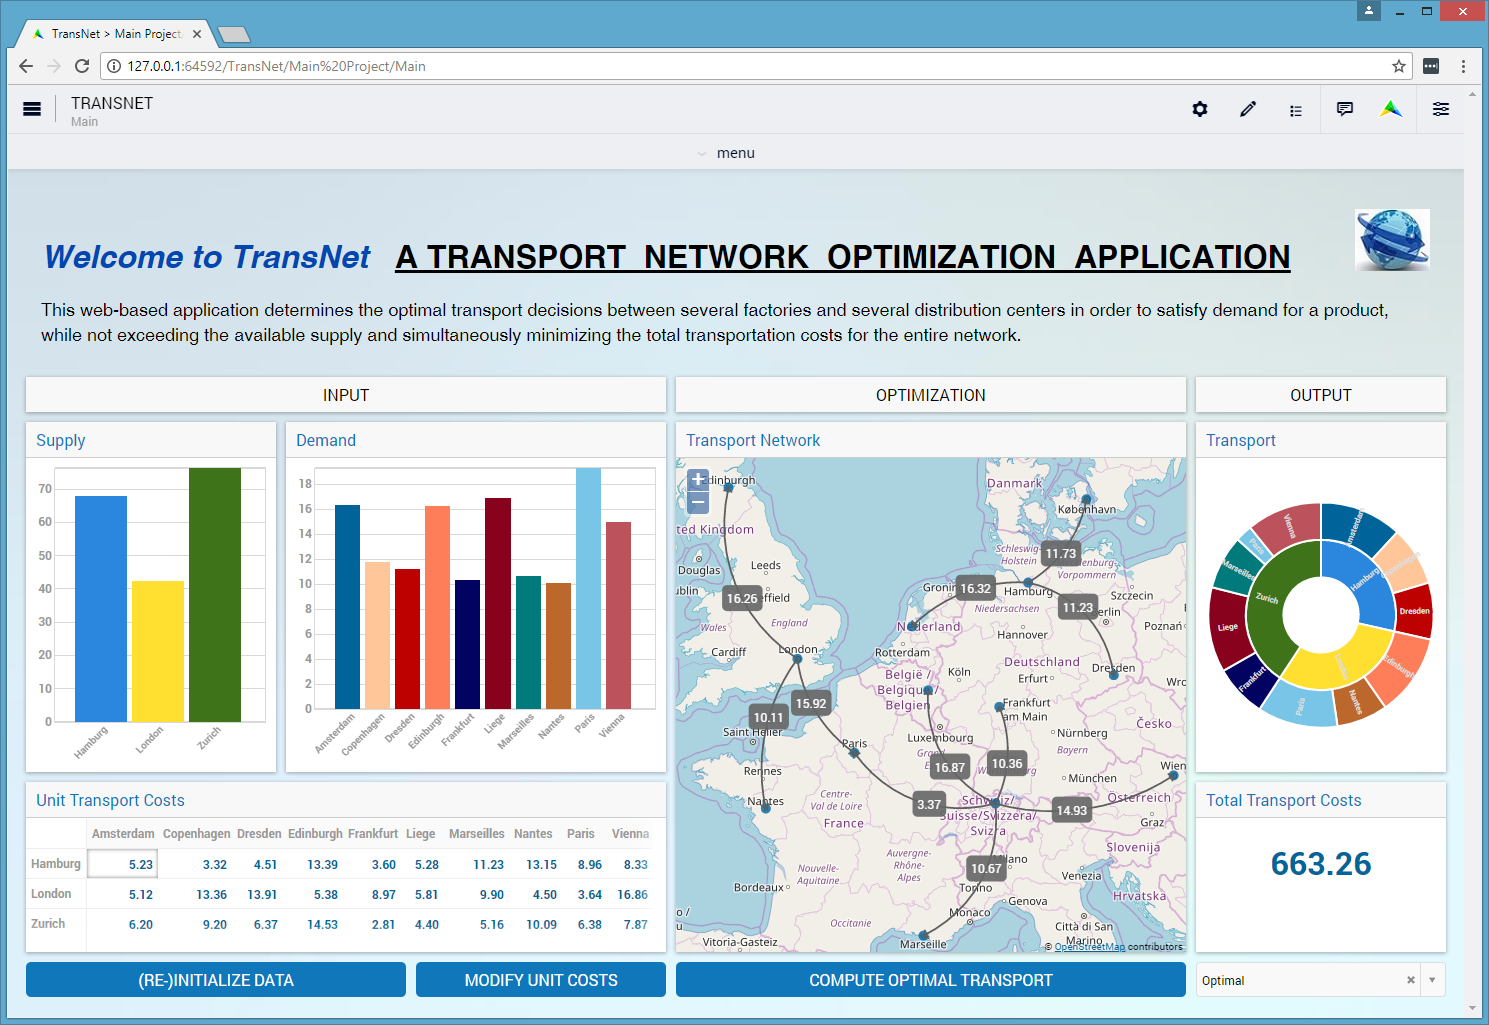 TransNet > Main Project
127.0.0.1:64592/TransNet/Main%20Project/Main
TRANSNET
Main
menu
Welcome to TransNet A TRANSPORT NETWORK OPTIMIZATION APPLICATION
This web-based application determines the optimal transport decisions between several factories and several distribution centers in order to satisfy demand for a product,
while not exceeding the available supply and simultaneously minimizing the total transportation costs for the entire network.
INPUT
OPTIMIZATION
OUTPUT
Supply
70
60
50
40
30
20
10
0
Hamburg
London
Zurich
Demand
18
16
14
12
10
8
6
4
2
0
Amsterdam
Copenhagen
Dresden
Edinburgh
Frankfurt
Liege
Marseilles
Nantes
Paris
Vienna
Transport Network
+
−
dinburgh
Danmark
København
ted Kingdom
11.73
Schleswig-
Holstein
enburg-
Vorpommern
Douglas
Leeds
ublin
16.26
effield
Gronin
16.32
Hamburg
11.23
Szczecin
Niedersachsen
erlin
Wales
England
Nederland
Hannover
Poznań
Cardiff
London
Rotterdam
Köln
Deutschland
Dresden
België /
Belgique /
Belgien
Erfurt
Wro
15.92
Frankfurt
am Main
10.11
Saint Helier
Luxembourg
Nürnberg
Česko
Paris
Bayern
16.87
10.36
Rennes
München
Wien
Nantes
Centre-
Val de Loire
3.37
Schweiz/
Suisse/Svizzera/
Svizra
14.93
Österreich
France
Graz
Auvergne-
Rhône-
Alpes
Slovenija
Nouvelle-
Aquitaine
10.67
ilano
Venezia
Bordeaux
Torino
Hrvatska
Genova
Monaco
Occitanie
Città di San
Marino
o /
u
Vitoria-Gasteiz
Marseille
© OpenStreetMap contributors
Transport
Hamburg
London
Zurich
Amsterdam
Copenhagen
Dresden
Edinburgh
Nantes
Paris
Frankfurt
Liege
Marseilles
Paris
Vienna
Unit Transport Costs
Amsterdam Copenhagen Dresden Edinburgh Frankfurt Liege Marseilles Nantes Paris Vienna
Hamburg 5.23 3.32 4.51 13.39 3.60 5.28 11.23 13.15 8.96 8.33
London 5.12 13.36 13.91 5.38 8.97 5.81 9.90 4.50 3.64 16.86
Zurich 6.20 9.20 6.37 14.53 2.81 4.40 5.16 10.09 6.38 7.87
Total Transport Costs
663.26
(RE-)INITIALIZE DATA
MODIFY UNIT COSTS
COMPUTE OPTIMAL TRANSPORT
Optimal